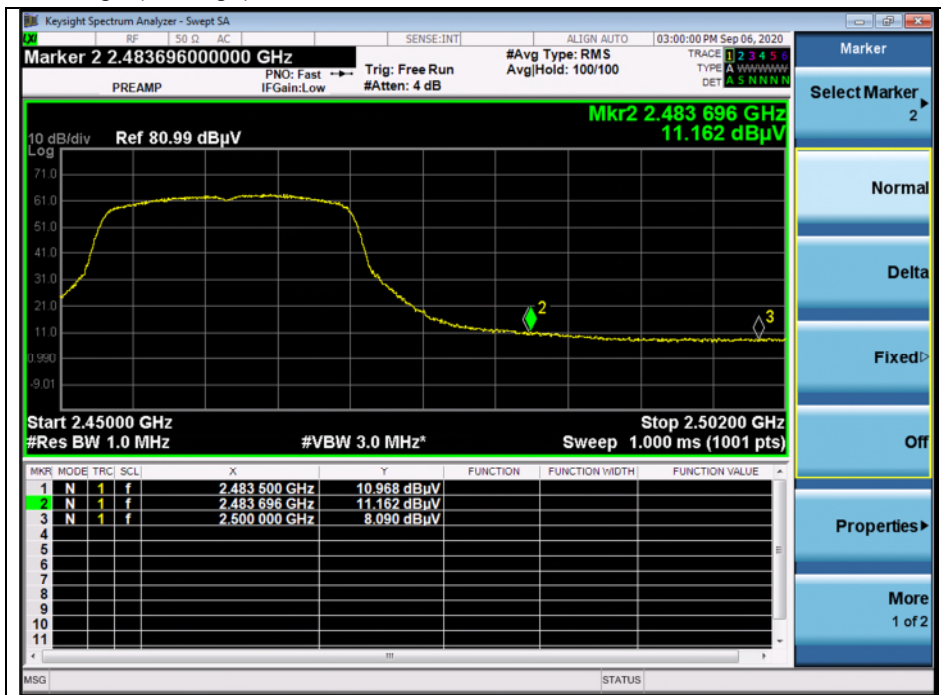 Keysight Spectrum Analyzer - Swept SA
LXI RF 50 Ω AC SENSE:INT ALIGN AUTO 03:00:00 PM Sep 06, 2020
Marker 2 2.483696000000 GHz
PREAMP
PNO: Fast
IFGain:Low
Trig: Free Run
#Atten: 4 dB
#Avg Type: RMS
Avg|Hold: 100/100
TRACE 1 2 3 4 5 6
TYPE A WWWWW
DET A S N N N N
Mkr2 2.483 696 GHz
11.162 dBµV
10 dB/div Ref 80.99 dBµV
Log
71.0
61.0
51.0
41.0
31.0
21.0
11.0
0.990
-9.01
2
3
Start 2.45000 GHz Stop 2.50200 GHz
#Res BW 1.0 MHz #VBW 3.0 MHz* Sweep 1.000 ms (1001 pts)
MKR MODE TRC SCL X Y FUNCTION FUNCTION WIDTH FUNCTION VALUE
1 N 1 f 2.483 500 GHz 10.968 dBµV
2 N 1 f 2.483 696 GHz 11.162 dBµV
3 N 1 f 2.500 000 GHz 8.090 dBµV
4
5
6
7
8
9
10
11
MSG STATUS
Marker
Select Marker
2
Normal
Delta
Fixed
Off
Properties
More
1 of 2